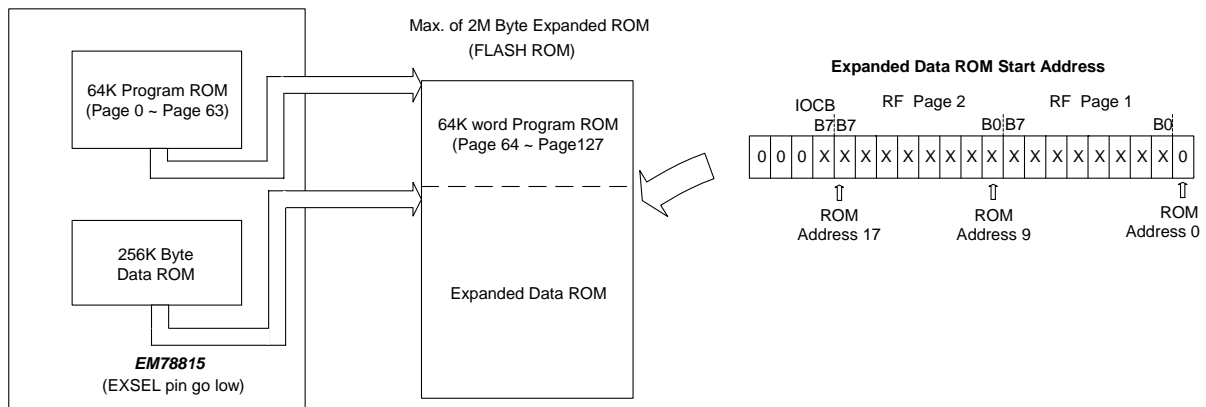 Max. of 2M Byte Expanded ROM
(FLASH ROM)
64K Program ROM
(Page 0 ~ Page 63)
256K Byte
Data ROM
EM78815
(EXSEL pin go low)
64K word Program ROM
(Page 64 ~ Page127
Expanded Data ROM
Expanded Data ROM Start Address
IOCB RF Page 2 RF Page 1
B7 B7 B0 B7 B0
0 0 0 X X X X X X X X X X X X X X X X X X 0
ROM ROM ROM
Address 17 Address 9 Address 0